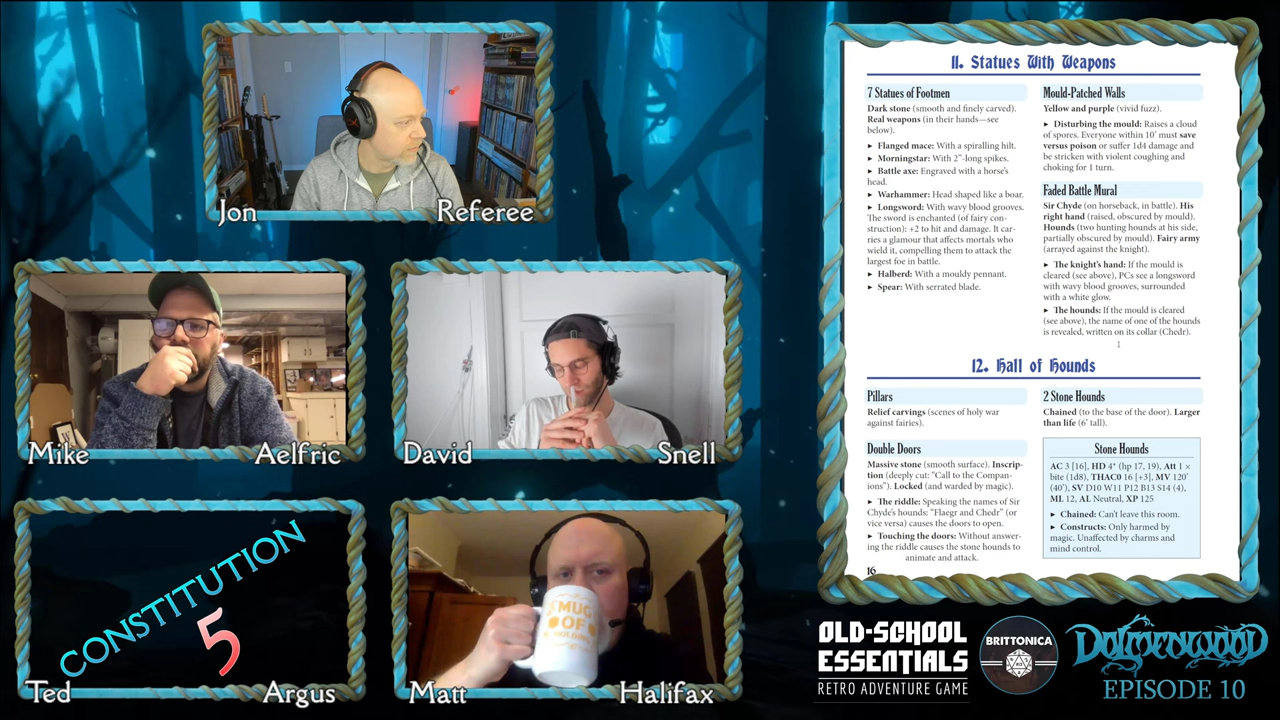 Jon
Referee
Mike
Aelfric
David
Snell
CONSTITUTION
5
Ted
Argus
MUG
OF
HOLDING
Matt
Halifax
11. Statues With Weapons
7 Statues of Footmen
Dark stone (smooth and finely carved).
Real weapons (in their hands—see
below).
► Flanged mace: With a spiralling hilt.
► Morningstar: With 2"-long spikes.
► Battle axe: Engraved with a horse's
head.
► Warhammer: Head shaped like a boar.
► Longsword: With wavy blood grooves.
The sword is enchanted (of fairy con-
struction): +2 to hit and damage. It car-
ries a glamour that affects mortals who
wield it, compelling them to attack the
largest foe in battle.
► Halberd: With a mouldy pennant.
► Spear: With serrated blade.
Mould-Patched Walls
Yellow and purple (vivid fuzz).
► Disturbing the mould: Raises a cloud
of spores. Everyone within 10' must save
versus poison or suffer 1d4 damage and
be stricken with violent coughing and
choking for 1 turn.
Faded Battle Mural
Sir Chyde (on horseback, in battle). His
right hand (raised, obscured by mould).
Hounds (two hunting hounds at his side,
partially obscured by mould). Fairy army
(arrayed against the knight).
► The knight's hand: If the mould is
cleared (see above), PCs see a longsword
with wavy blood grooves, surrounded
with a white glow.
► The hounds: If the mould is cleared
(see above), the name of one of the hounds
is revealed, written on its collar (Chedr).
12. Hall of Hounds
Pillars
Relief carvings (scenes of holy war
against fairies).
Double Doors
Massive stone (smooth surface). Inscrip-
tion (deeply cut: “Call to the Compan-
ions”). Locked (and warded by magic).
► The riddle: Speaking the names of Sir
Chyde's hounds: “Flaegr and Chedr” (or
vice versa) causes the doors to open.
► Touching the doors: Without answer-
ing the riddle causes the stone hounds to
animate and attack.
2 Stone Hounds
Chained (to the base of the door). Larger
than life (6' tall).
Stone Hounds
AC 3 [16], HD 4* (hp 17, 19), Att 1 ×
bite (1d8), THAC0 16 [+3], MV 120'
(40'), SV D10 W11 P12 B13 S14 (4),
ML 12, AL Neutral, XP 125
► Chained: Can't leave this room.
► Constructs: Only harmed by
magic. Unaffected by charms and
mind control.
16
OLD-SCHOOL
ESSENTIALS
RETRO ADVENTURE GAME
BRITTONICA
DOLMENWOOD
EPISODE 10